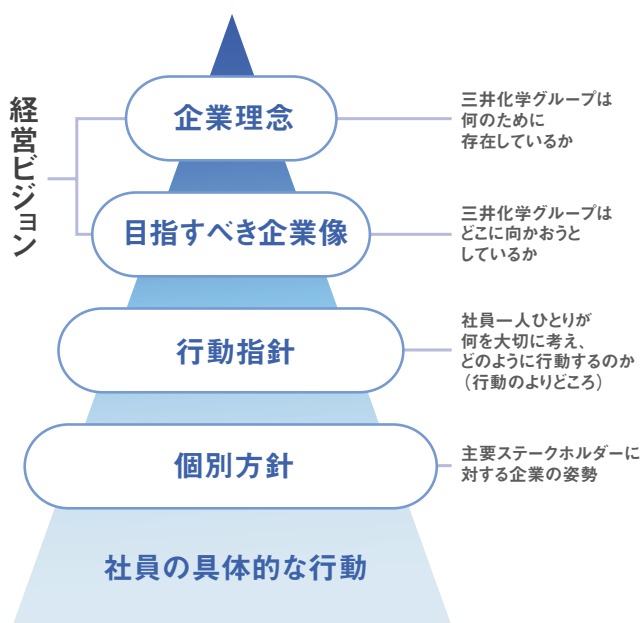 経営ビジョン
企業理念
三井化学グループは
何のために
存在しているか
目指すべき企業像
三井化学グループは
どこに向かおうと
しているか
行動指針
社員一人ひとりが
何を大切に考え、
どのように行動するのか
（行動のよりどころ）
個別方針
主要ステークホルダーに
対する企業の姿勢
社員の具体的な行動